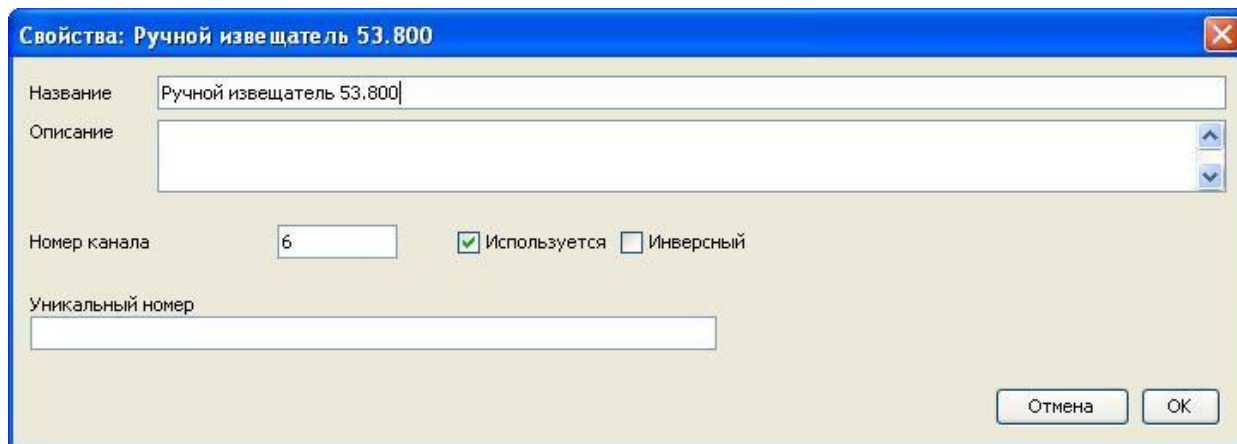 Свойства: Ручной извещатель 53.800
Название Ручной извещатель 53.800
Описание
Номер канала 6 Используется Инверсный
Уникальный номер
Отмена OK